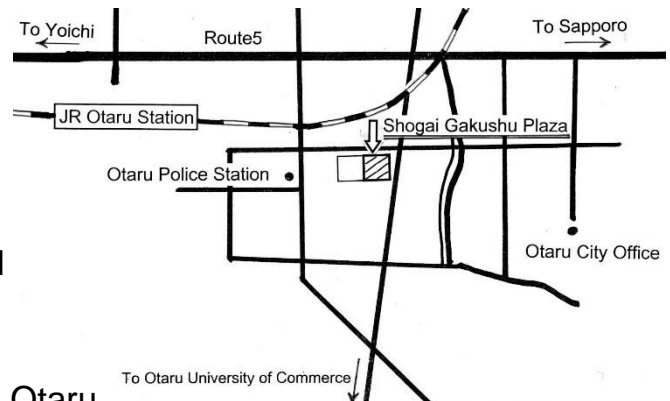 To Yoichi
Route5
To Sapporo
JR Otaru Station
Shogai Gakushu Plaza
Otaru Police Station
Otaru City Office
To Otaru University of Commerce
Otaru